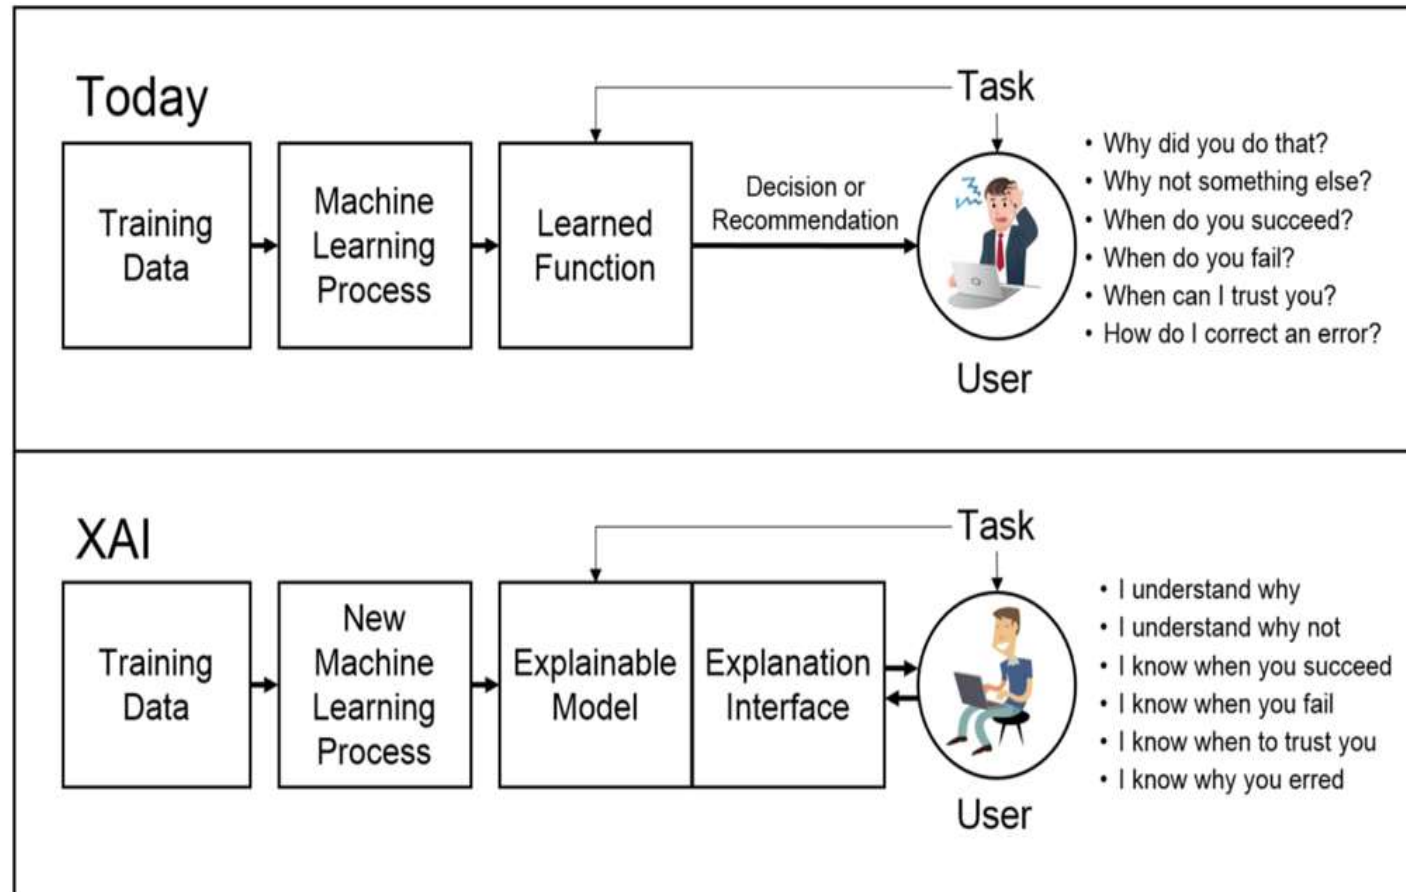 Today
Task
Training
Data
Machine
Learning
Process
Learned
Function
Decision or
Recommendation
User
• Why did you do that?
• Why not something else?
• When do you succeed?
• When do you fail?
• When can I trust you?
• How do I correct an error?
XAI
Task
Training
Data
New
Machine
Learning
Process
Explainable
Model
Explanation
Interface
User
• I understand why
• I understand why not
• I know when you succeed
• I know when you fail
• I know when to trust you
• I know why you erred